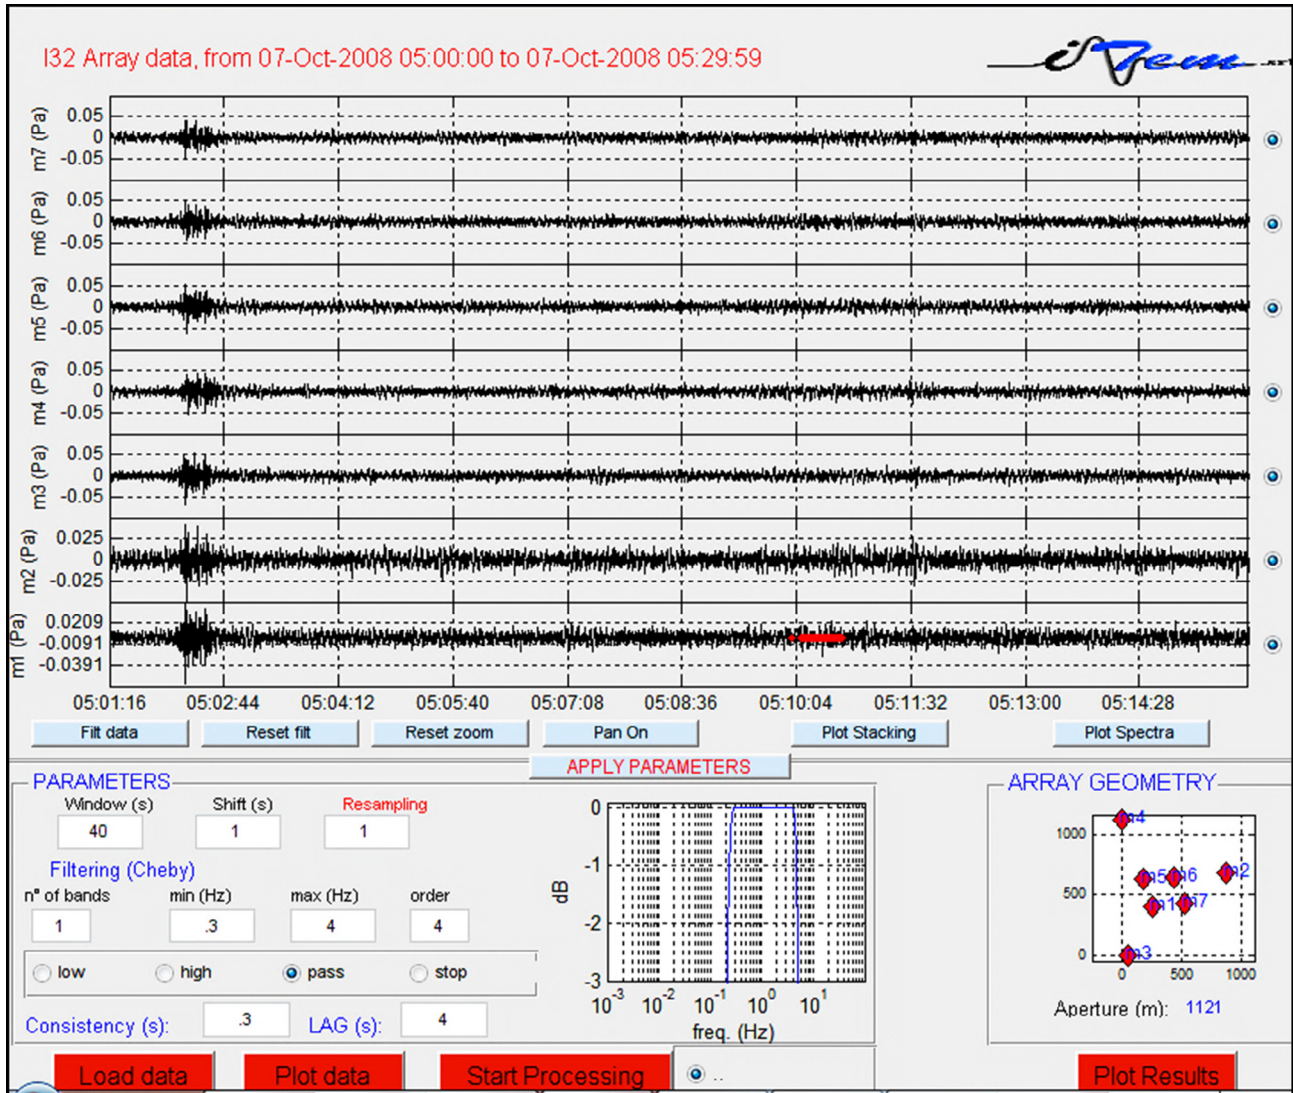 I32 Array data, from 07-Oct-2008 05:00:00 to 07-Oct-2008 05:29:59
m7 (Pa) 0.05 0 -0.05
m6 (Pa) 0.05 0 -0.05
m5 (Pa) 0.05 0 -0.05
m4 (Pa) 0.05 0 -0.05
m3 (Pa) 0.05 0 -0.05
m2 (Pa) 0.025 0 -0.025
m1 (Pa) 0.0209 -0.0091 -0.0391
05:01:16 05:02:44 05:04:12 05:05:40 05:07:08 05:08:36 05:10:04 05:11:32 05:13:00 05:14:28
Filt data Reset filt Reset zoom Pan On Plot Stacking Plot Spectra
APPLY PARAMETERS
PARAMETERS
Window (s) Shift (s) Resampling
40 1 1
Filtering (Cheby)
n° of bands min (Hz) max (Hz) order
1 .3 4 4
low high pass stop
Consistency (s): .3 LAG (s): 4
0
-1
-2
-3
dB
10^-3 10^-2 10^-1 10^0 10^1
freq. (Hz)
ARRAY GEOMETRY
1000
500
0
m4
m5 m6 m2
m1 m7
m3
0 500 1000
Aperture (m): 1121
Load data Plot data Start Processing .. Plot Results